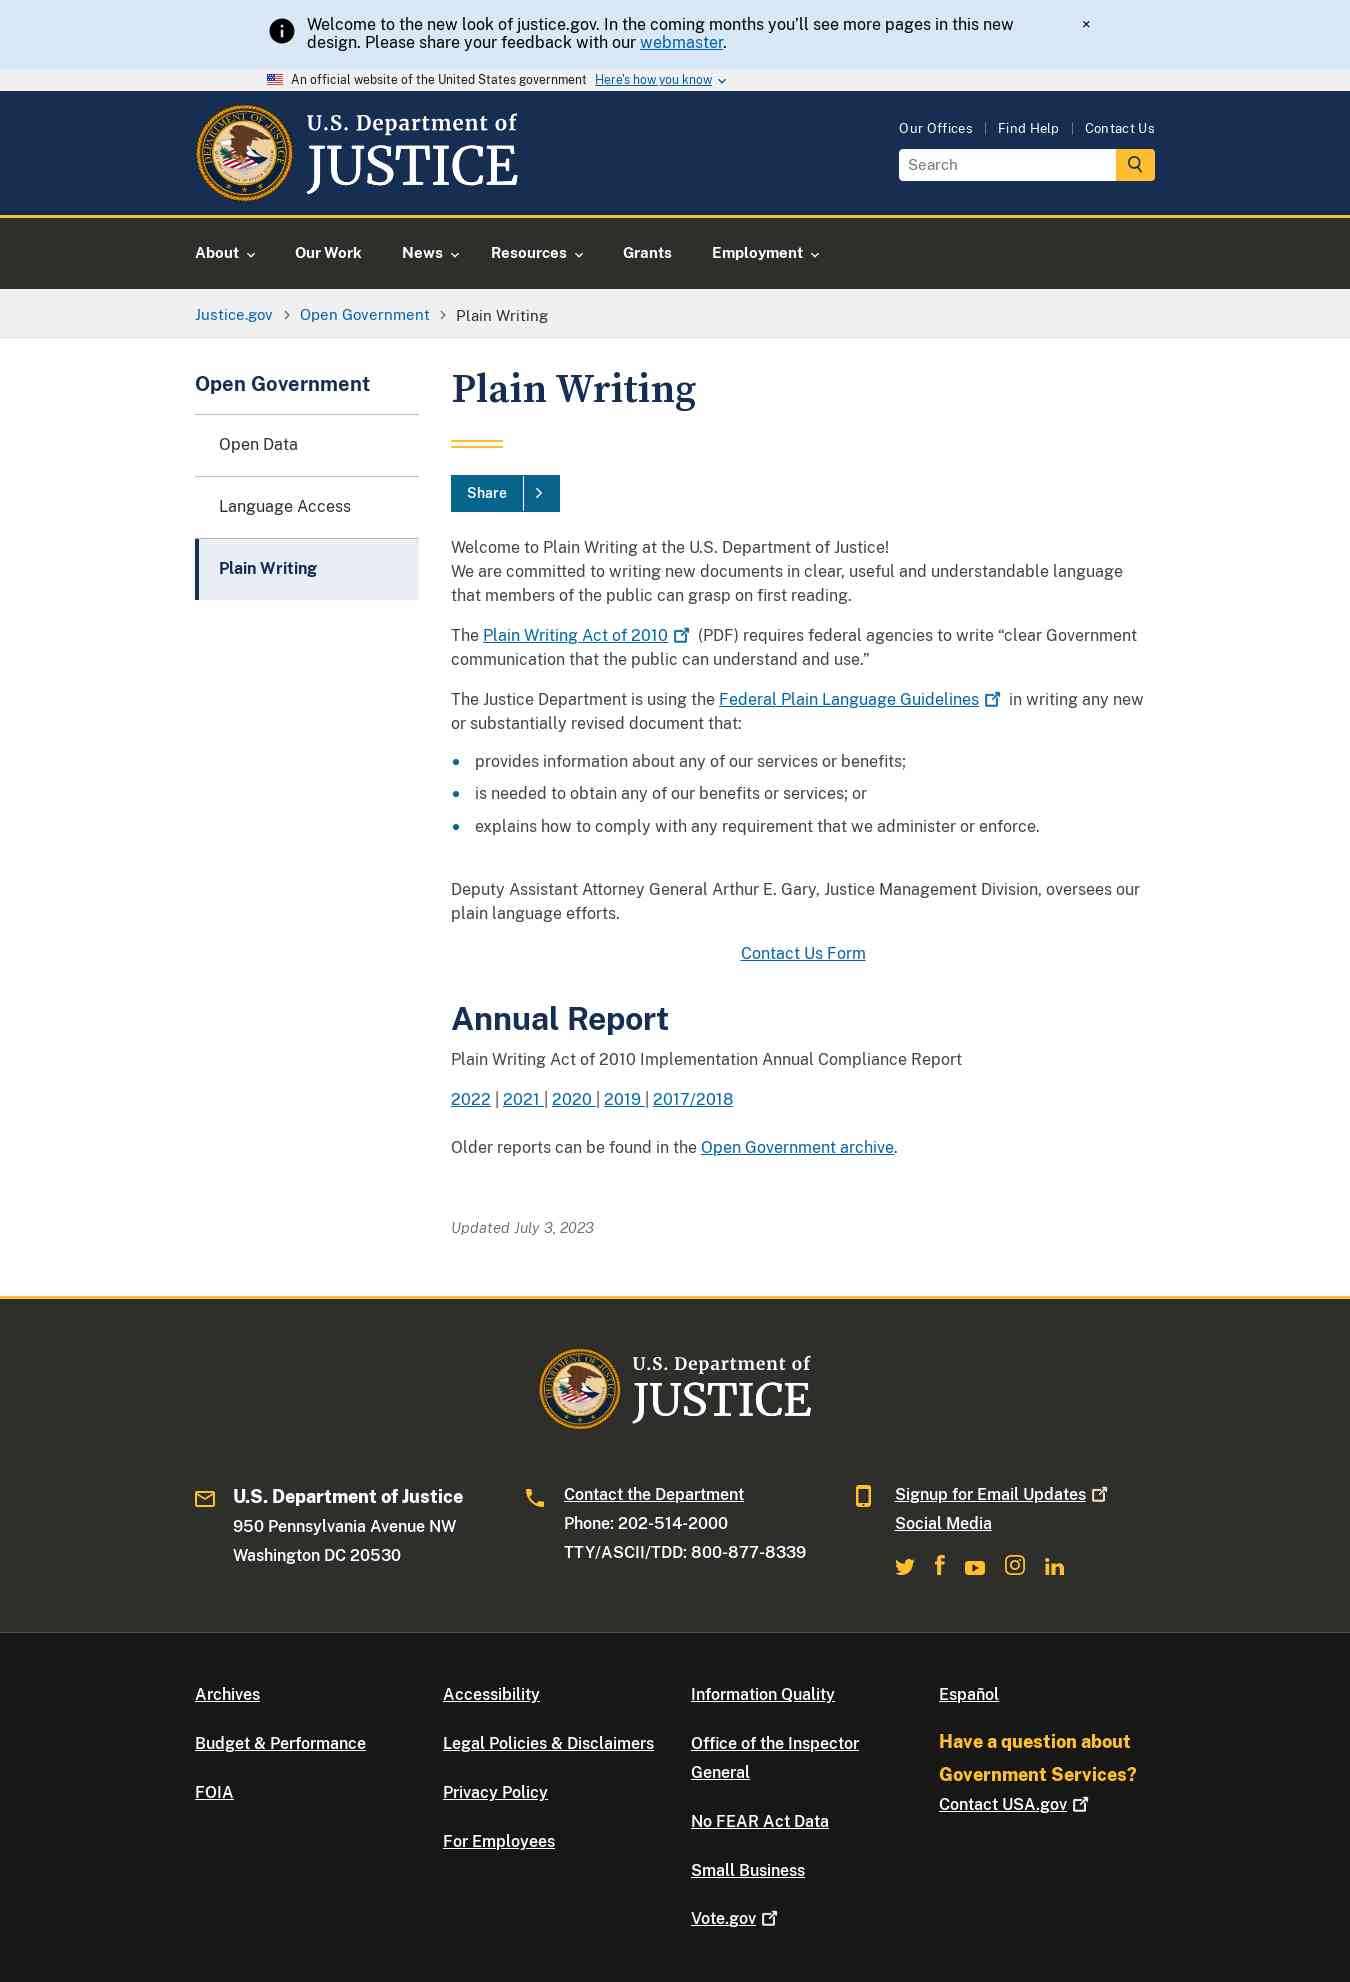 Welcome to the new look of justice.gov. In the coming months you’ll see more pages in this new
design. Please share your feedback with our webmaster.
×
An official website of the United States government Here's how you know
U.S. Department of
JUSTICE
Our Offices
Find Help
Contact Us
Search
About
Our Work
News
Resources
Grants
Employment
Justice.gov
Open Government
Plain Writing
Open Government
Open Data
Language Access
Plain Writing
Plain Writing
Share
Welcome to Plain Writing at the U.S. Department of Justice!
We are committed to writing new documents in clear, useful and understandable language
that members of the public can grasp on first reading.
The Plain Writing Act of 2010 (PDF) requires federal agencies to write “clear Government
communication that the public can understand and use.”
The Justice Department is using the Federal Plain Language Guidelines in writing any new
or substantially revised document that:
provides information about any of our services or benefits;
is needed to obtain any of our benefits or services; or
explains how to comply with any requirement that we administer or enforce.
Deputy Assistant Attorney General Arthur E. Gary, Justice Management Division, oversees our
plain language efforts.
Contact Us Form
Annual Report
Plain Writing Act of 2010 Implementation Annual Compliance Report
2022 | 2021 | 2020 | 2019 | 2017/2018
Older reports can be found in the Open Government archive.
Updated July 3, 2023
U.S. Department of
JUSTICE
U.S. Department of Justice
950 Pennsylvania Avenue NW
Washington DC 20530
Contact the Department
Phone: 202-514-2000
TTY/ASCII/TDD: 800-877-8339
Signup for Email Updates
Social Media
Archives
Budget & Performance
FOIA
Accessibility
Legal Policies & Disclaimers
Privacy Policy
For Employees
Information Quality
Office of the Inspector
General
No FEAR Act Data
Small Business
Vote.gov
Español
Have a question about
Government Services?
Contact USA.gov